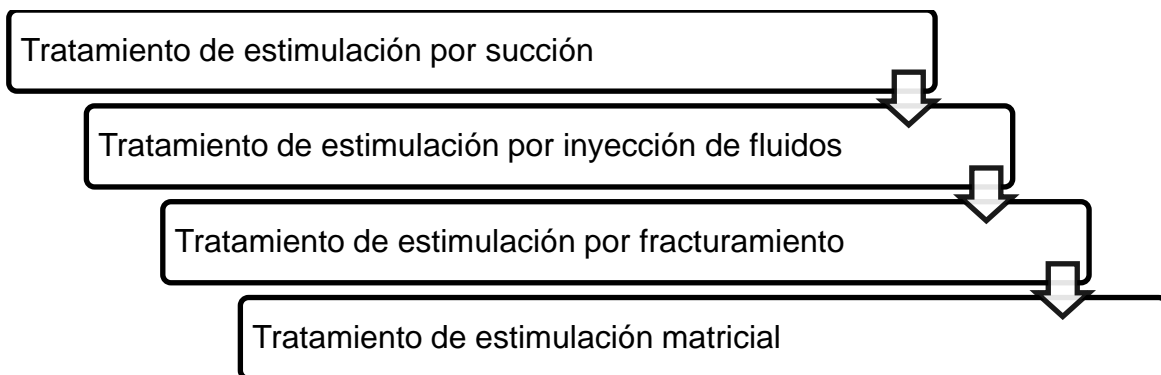 Tratamiento de estimulación por succión
Tratamiento de estimulación por inyección de fluidos
Tratamiento de estimulación por fracturamiento
Tratamiento de estimulación matricial